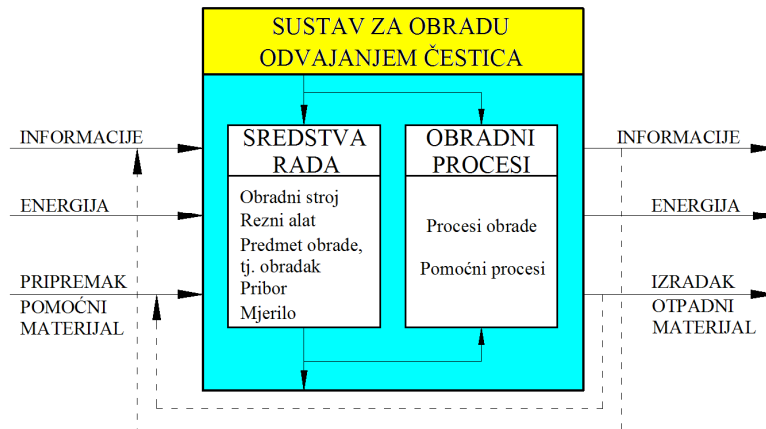 SUSTAV ZA OBRADU
ODVAJANJEM ČESTICA
INFORMACIJE
ENERGIJA
PRIPREMAK
POMOĆNI
MATERIJAL
SREDSTVA
RADA
Obradni stroj
Rezni alat
Predmet obrade,
tj. obradak
Pribor
Mjerilo
OBRADNI
PROCESI
Procesi obrade
Pomoćni procesi
INFORMACIJE
ENERGIJA
IZRADAK
OTPADNI
MATERIJAL